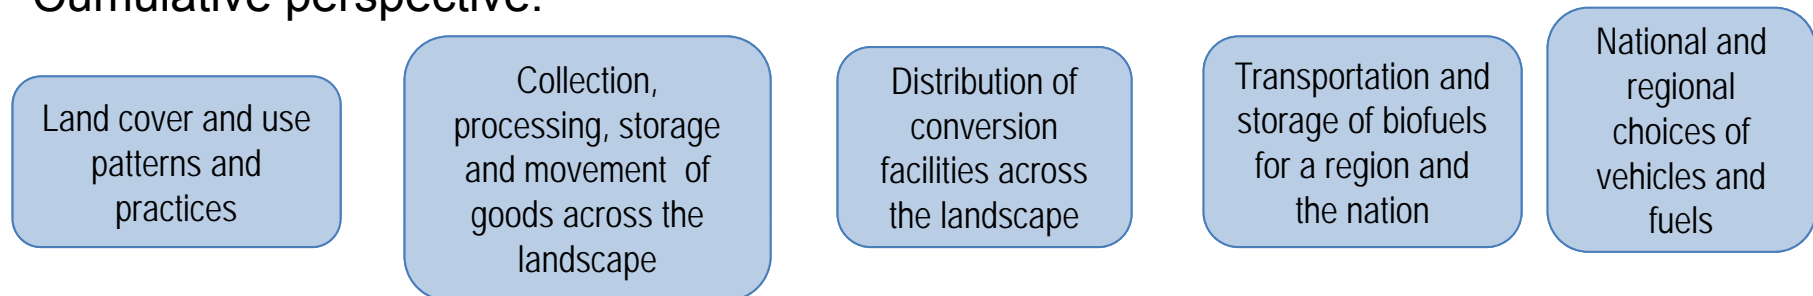 Cumulative perspective:
Land cover and use
patterns and
practices
Collection,
processing, storage
and movement of
goods across the
landscape
Distribution of
conversion
facilities across
the landscape
Transportation and
storage of biofuels
for a region and
the nation
National and
regional
choices of
vehicles and
fuels